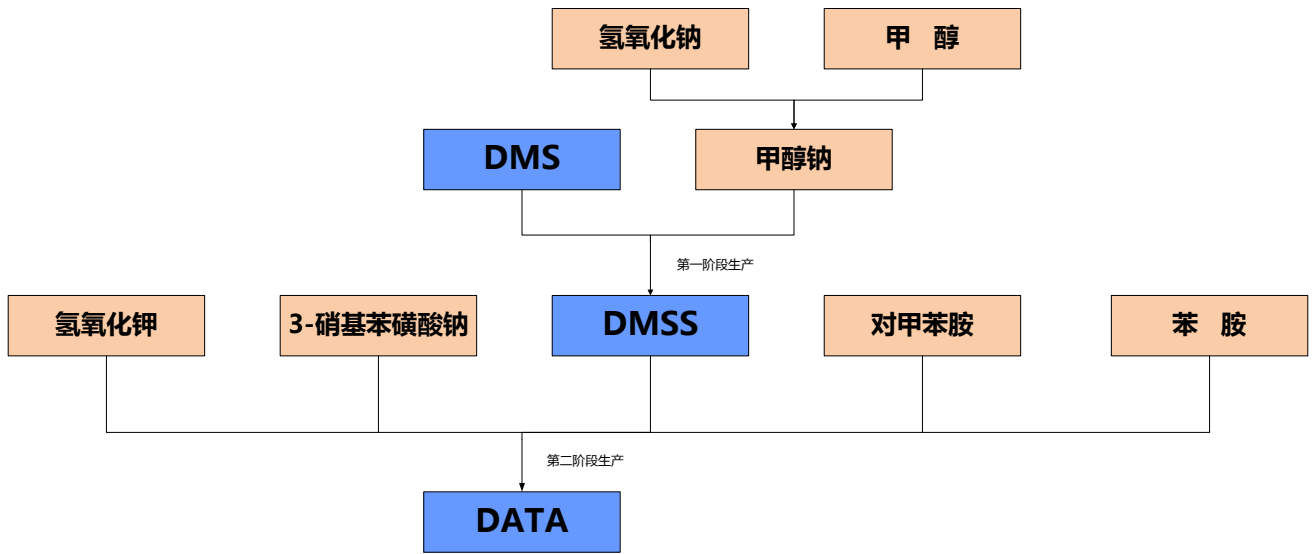 氢氧化钠
甲 醇
DMS
甲醇钠
第一阶段生产
氢氧化钾
3-硝基苯磺酸钠
DMSS
对甲苯胺
苯 胺
第二阶段生产
DATA